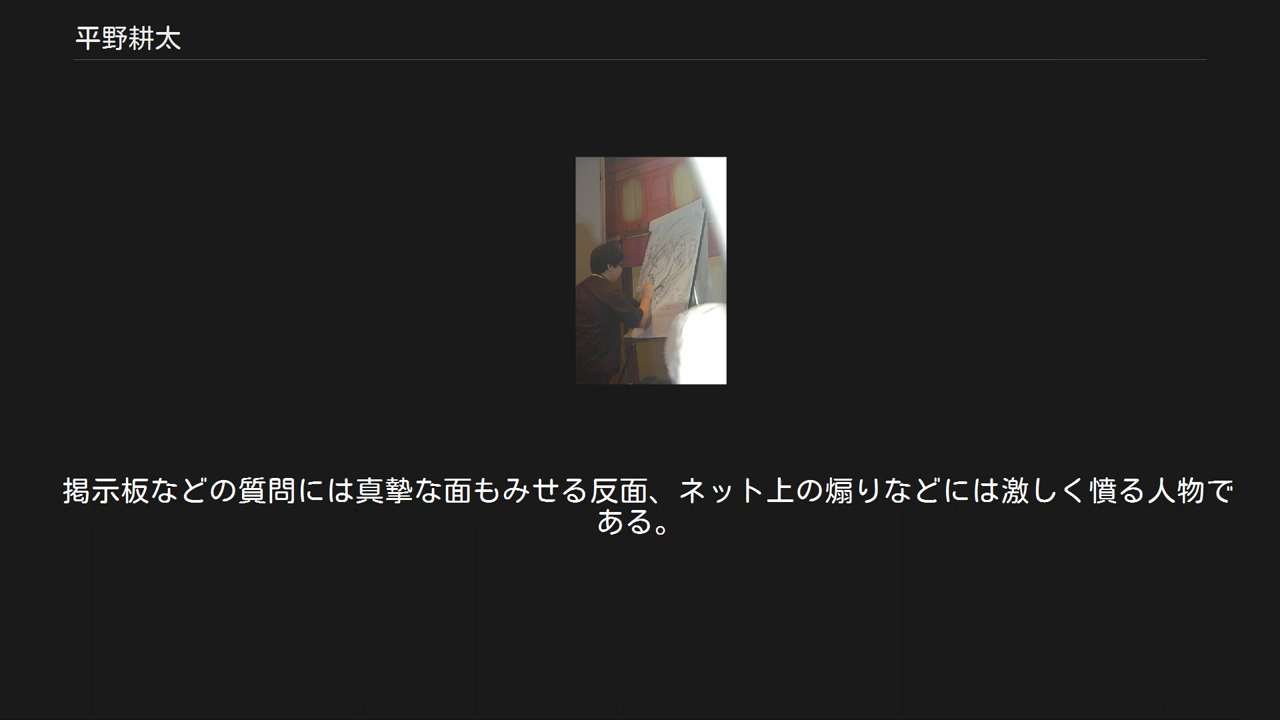 平野耕太
掲示板などの質問には真摯な面もみせる反面、ネット上の煽りなどには激しく憤る人物で
ある。